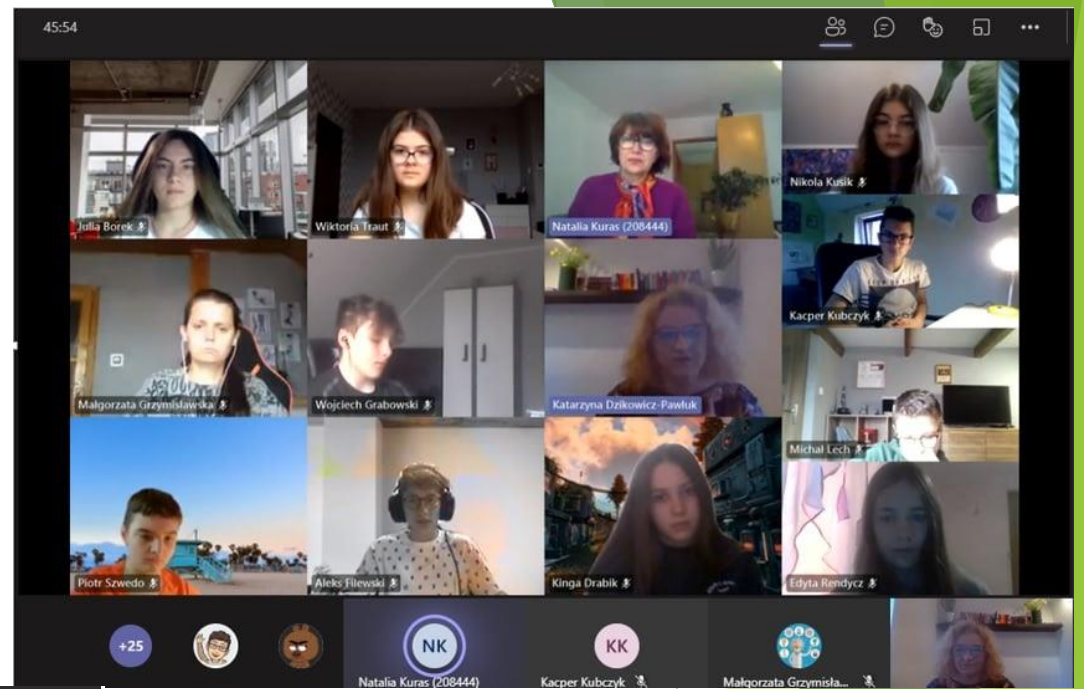 45:54
Julia Borek
Wiktoria Traut
Natalia Kuras (208444)
Nikola Kusik
Kacper Kubczyk
Małgorzata Grzymisławska
Wojciech Grabowski
Katarzyna Dzikowicz-Pawluk
Michał Lech
Piotr Szwedo
Aleks Filewski
Kinga Drabik
Edyta Rendycz
+25
NK
KK
Natalia Kuras (208444)
Kacper Kubczyk
Małgorzata Grzymisła...